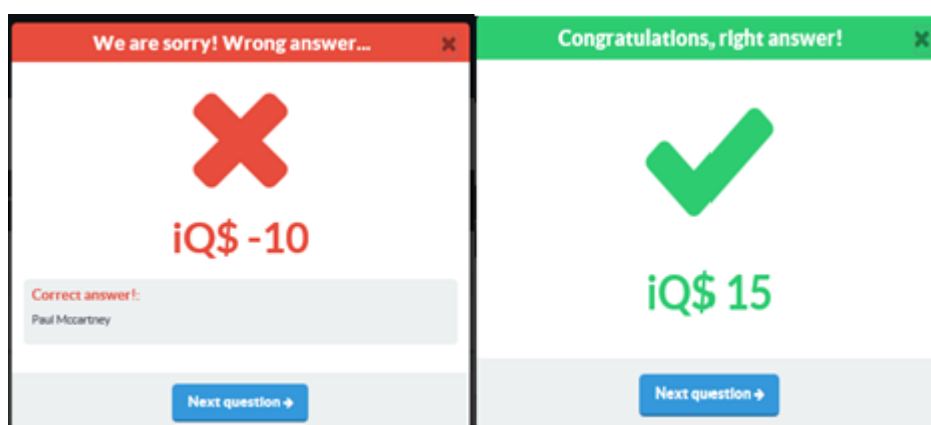 We are sorry! Wrong answer...
iQ$ -10
Correct answer!:
Paul Mccartney
Next question
Congratulations, right answer!
iQ$ 15
Next question